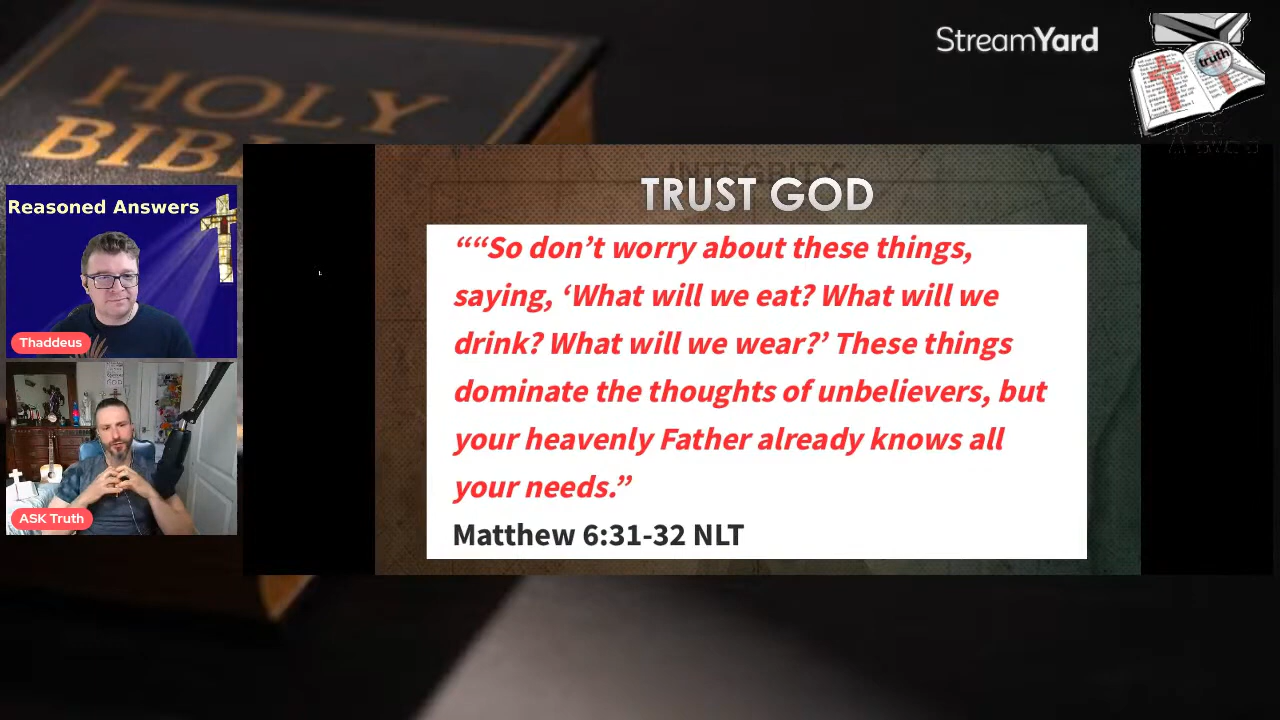 HOLY
BIB
StreamYard
truth
Reasoned Answers
Thaddeus
ASK Truth
TRUST GOD
““So don’t worry about these things,
saying, ‘What will we eat? What will we
drink? What will we wear?’ These things
dominate the thoughts of unbelievers, but
your heavenly Father already knows all
your needs.”
Matthew 6:31-32 NLT